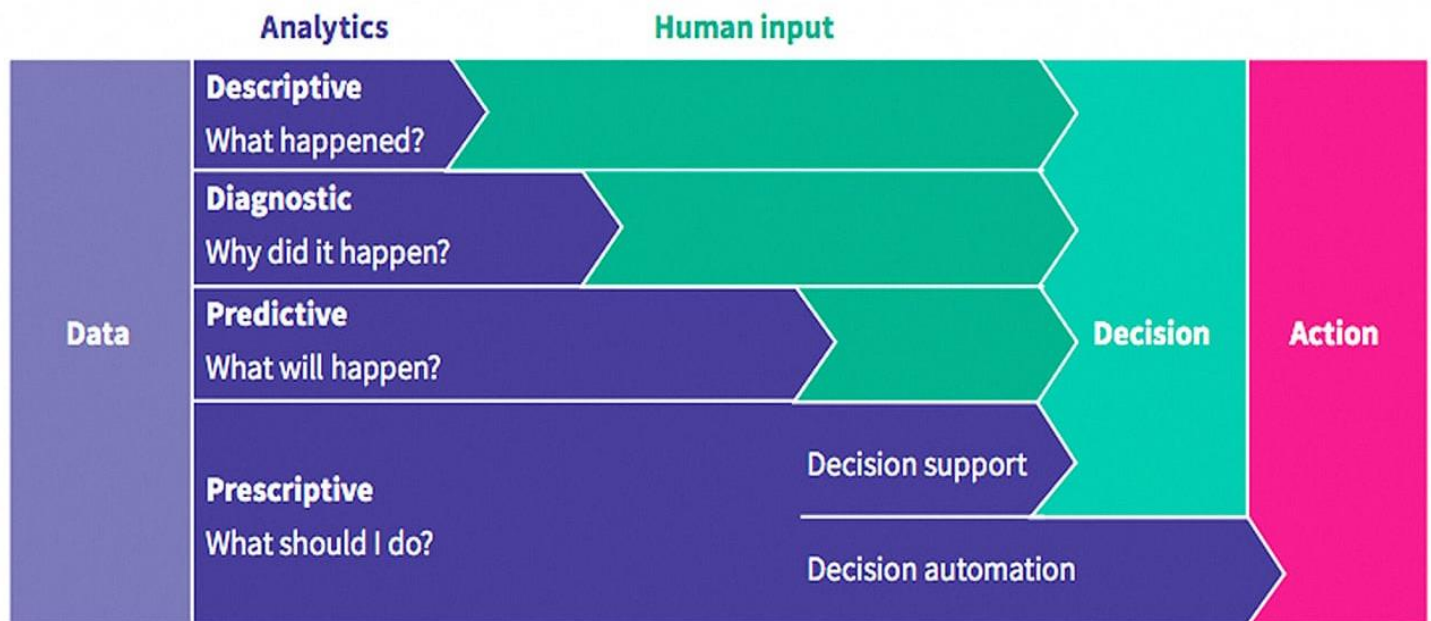 Analytics
Human input
Data
Descriptive
What happened?
Diagnostic
Why did it happen?
Predictive
What will happen?
Prescriptive
What should I do?
Decision support
Decision automation
Decision
Action